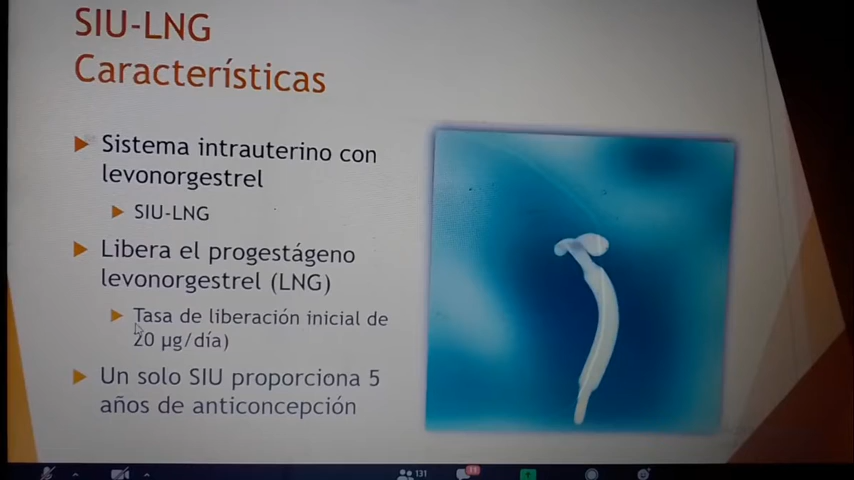 SIU-LNG
Características
Sistema intrauterino con
levonorgestrel
SIU-LNG
Libera el progestágeno
levonorgestrel (LNG)
Tasa de liberación inicial de
20 µg/día)
Un solo SIU proporciona 5
años de anticoncepción
131